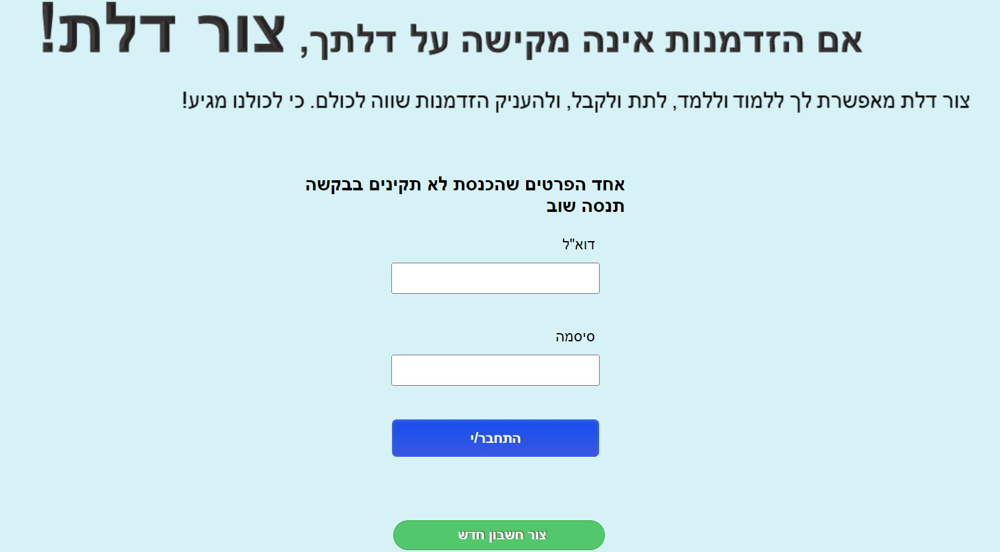 אם הזדמנות אינה מקישה על דלתך, צור דלת!
צור דלת מאפשרת לך ללמוד וללמד, לתת ולקבל, ולהעניק הזדמנות שווה לכולם. כי לכולנו מגיע!
אחד הפרטים שהכנסת לא תקינים בבקשה
תנסה שוב
דוא"ל
סיסמה
התחבר/י
צור חשבון חדש